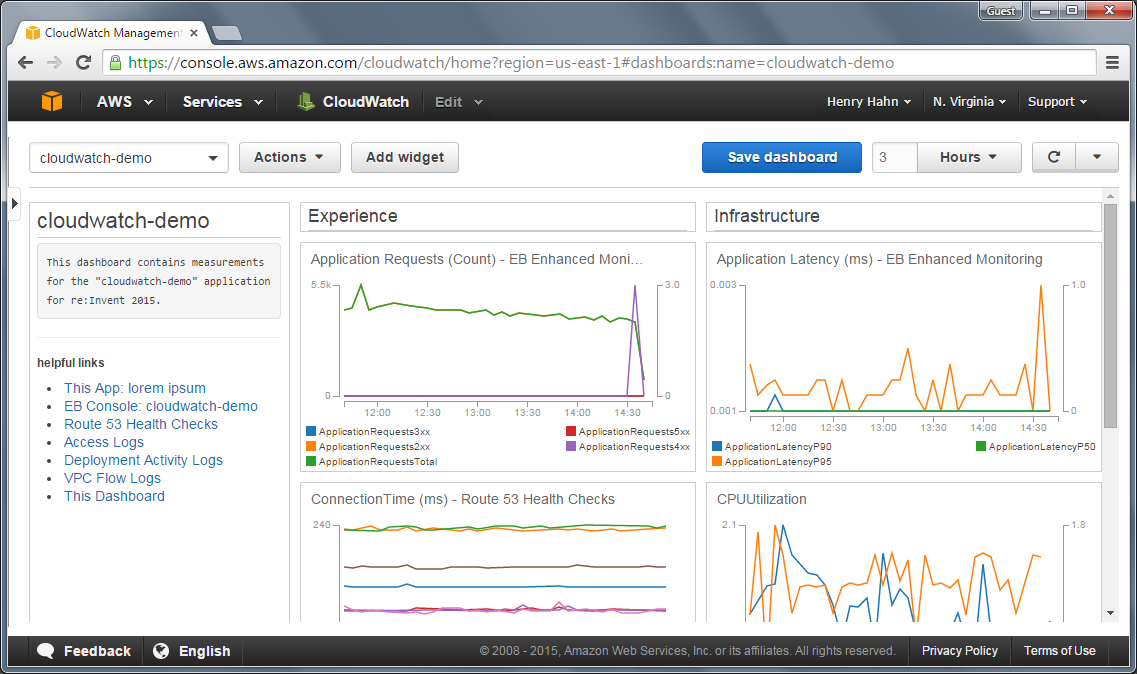 Guest
CloudWatch Management
https://console.aws.amazon.com/cloudwatch/home?region=us-east-1#dashboards:name=cloudwatch-demo
AWS Services CloudWatch Edit Henry Hahn N. Virginia Support
cloudwatch-demo Actions Add widget Save dashboard 3 Hours
cloudwatch-demo
This dashboard contains measurements
for the "cloudwatch-demo" application
for re:Invent 2015.
helpful links
This App: lorem ipsum
EB Console: cloudwatch-demo
Route 53 Health Checks
Access Logs
Deployment Activity Logs
VPC Flow Logs
This Dashboard
Experience
Application Requests (Count) - EB Enhanced Moni...
5.5k 3.0
0 0
12:00 12:30 13:00 13:30 14:00 14:30
ApplicationRequests3xx ApplicationRequests5xx
ApplicationRequests2xx ApplicationRequests4xx
ApplicationRequestsTotal
ConnectionTime (ms) - Route 53 Health Checks
240
Infrastructure
Application Latency (ms) - EB Enhanced Monitoring
0.003 1.0
0.001 0
12:00 12:30 13:00 13:30 14:00 14:30
ApplicationLatencyP90 ApplicationLatencyP50
ApplicationLatencyP95
CPUUtilization
2.1 1.8
Feedback English © 2008 - 2015, Amazon Web Services, Inc. or its affiliates. All rights reserved. Privacy Policy Terms of Use